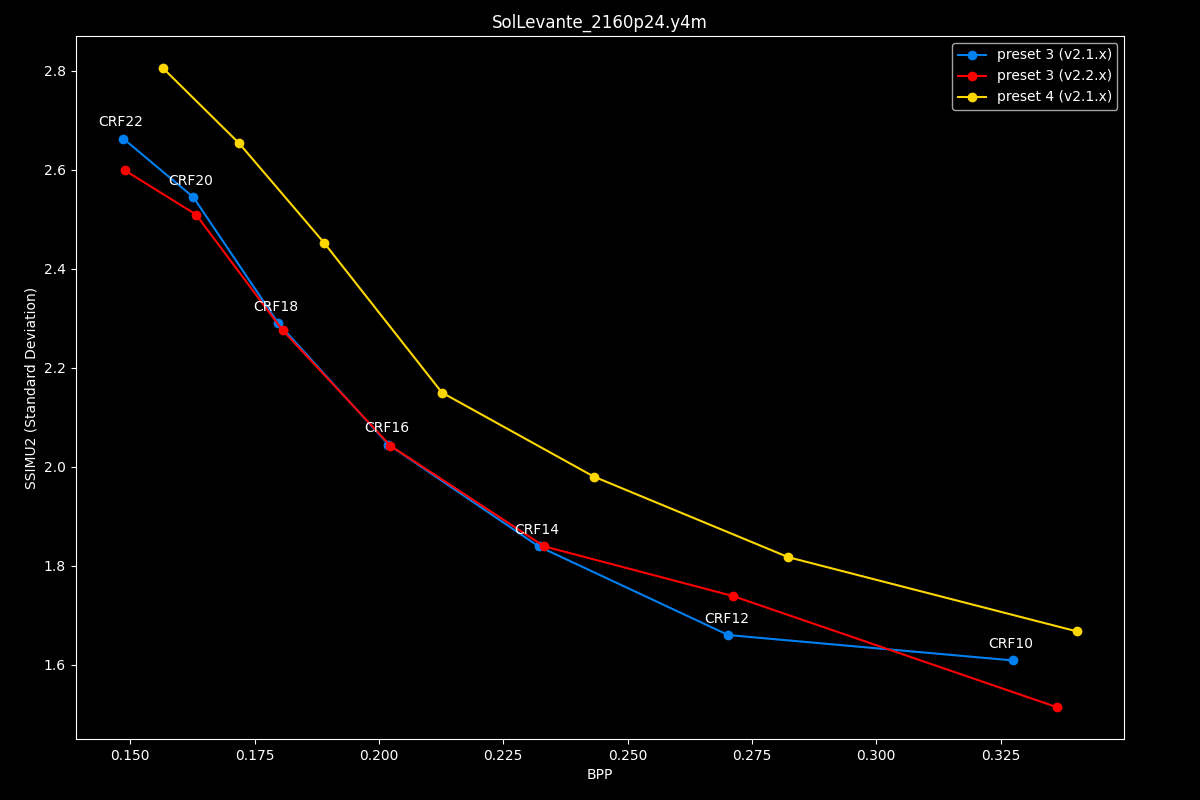 SolLevante_2160p24.y4m
preset 3 (v2.1.x)
preset 3 (v2.2.x)
preset 4 (v2.1.x)
CRF22
CRF20
CRF18
CRF16
CRF14
CRF12
CRF10
SSIMU2 (Standard Deviation)
2.8
2.6
2.4
2.2
2.0
1.8
1.6
0.150 0.175 0.200 0.225 0.250 0.275 0.300 0.325
BPP